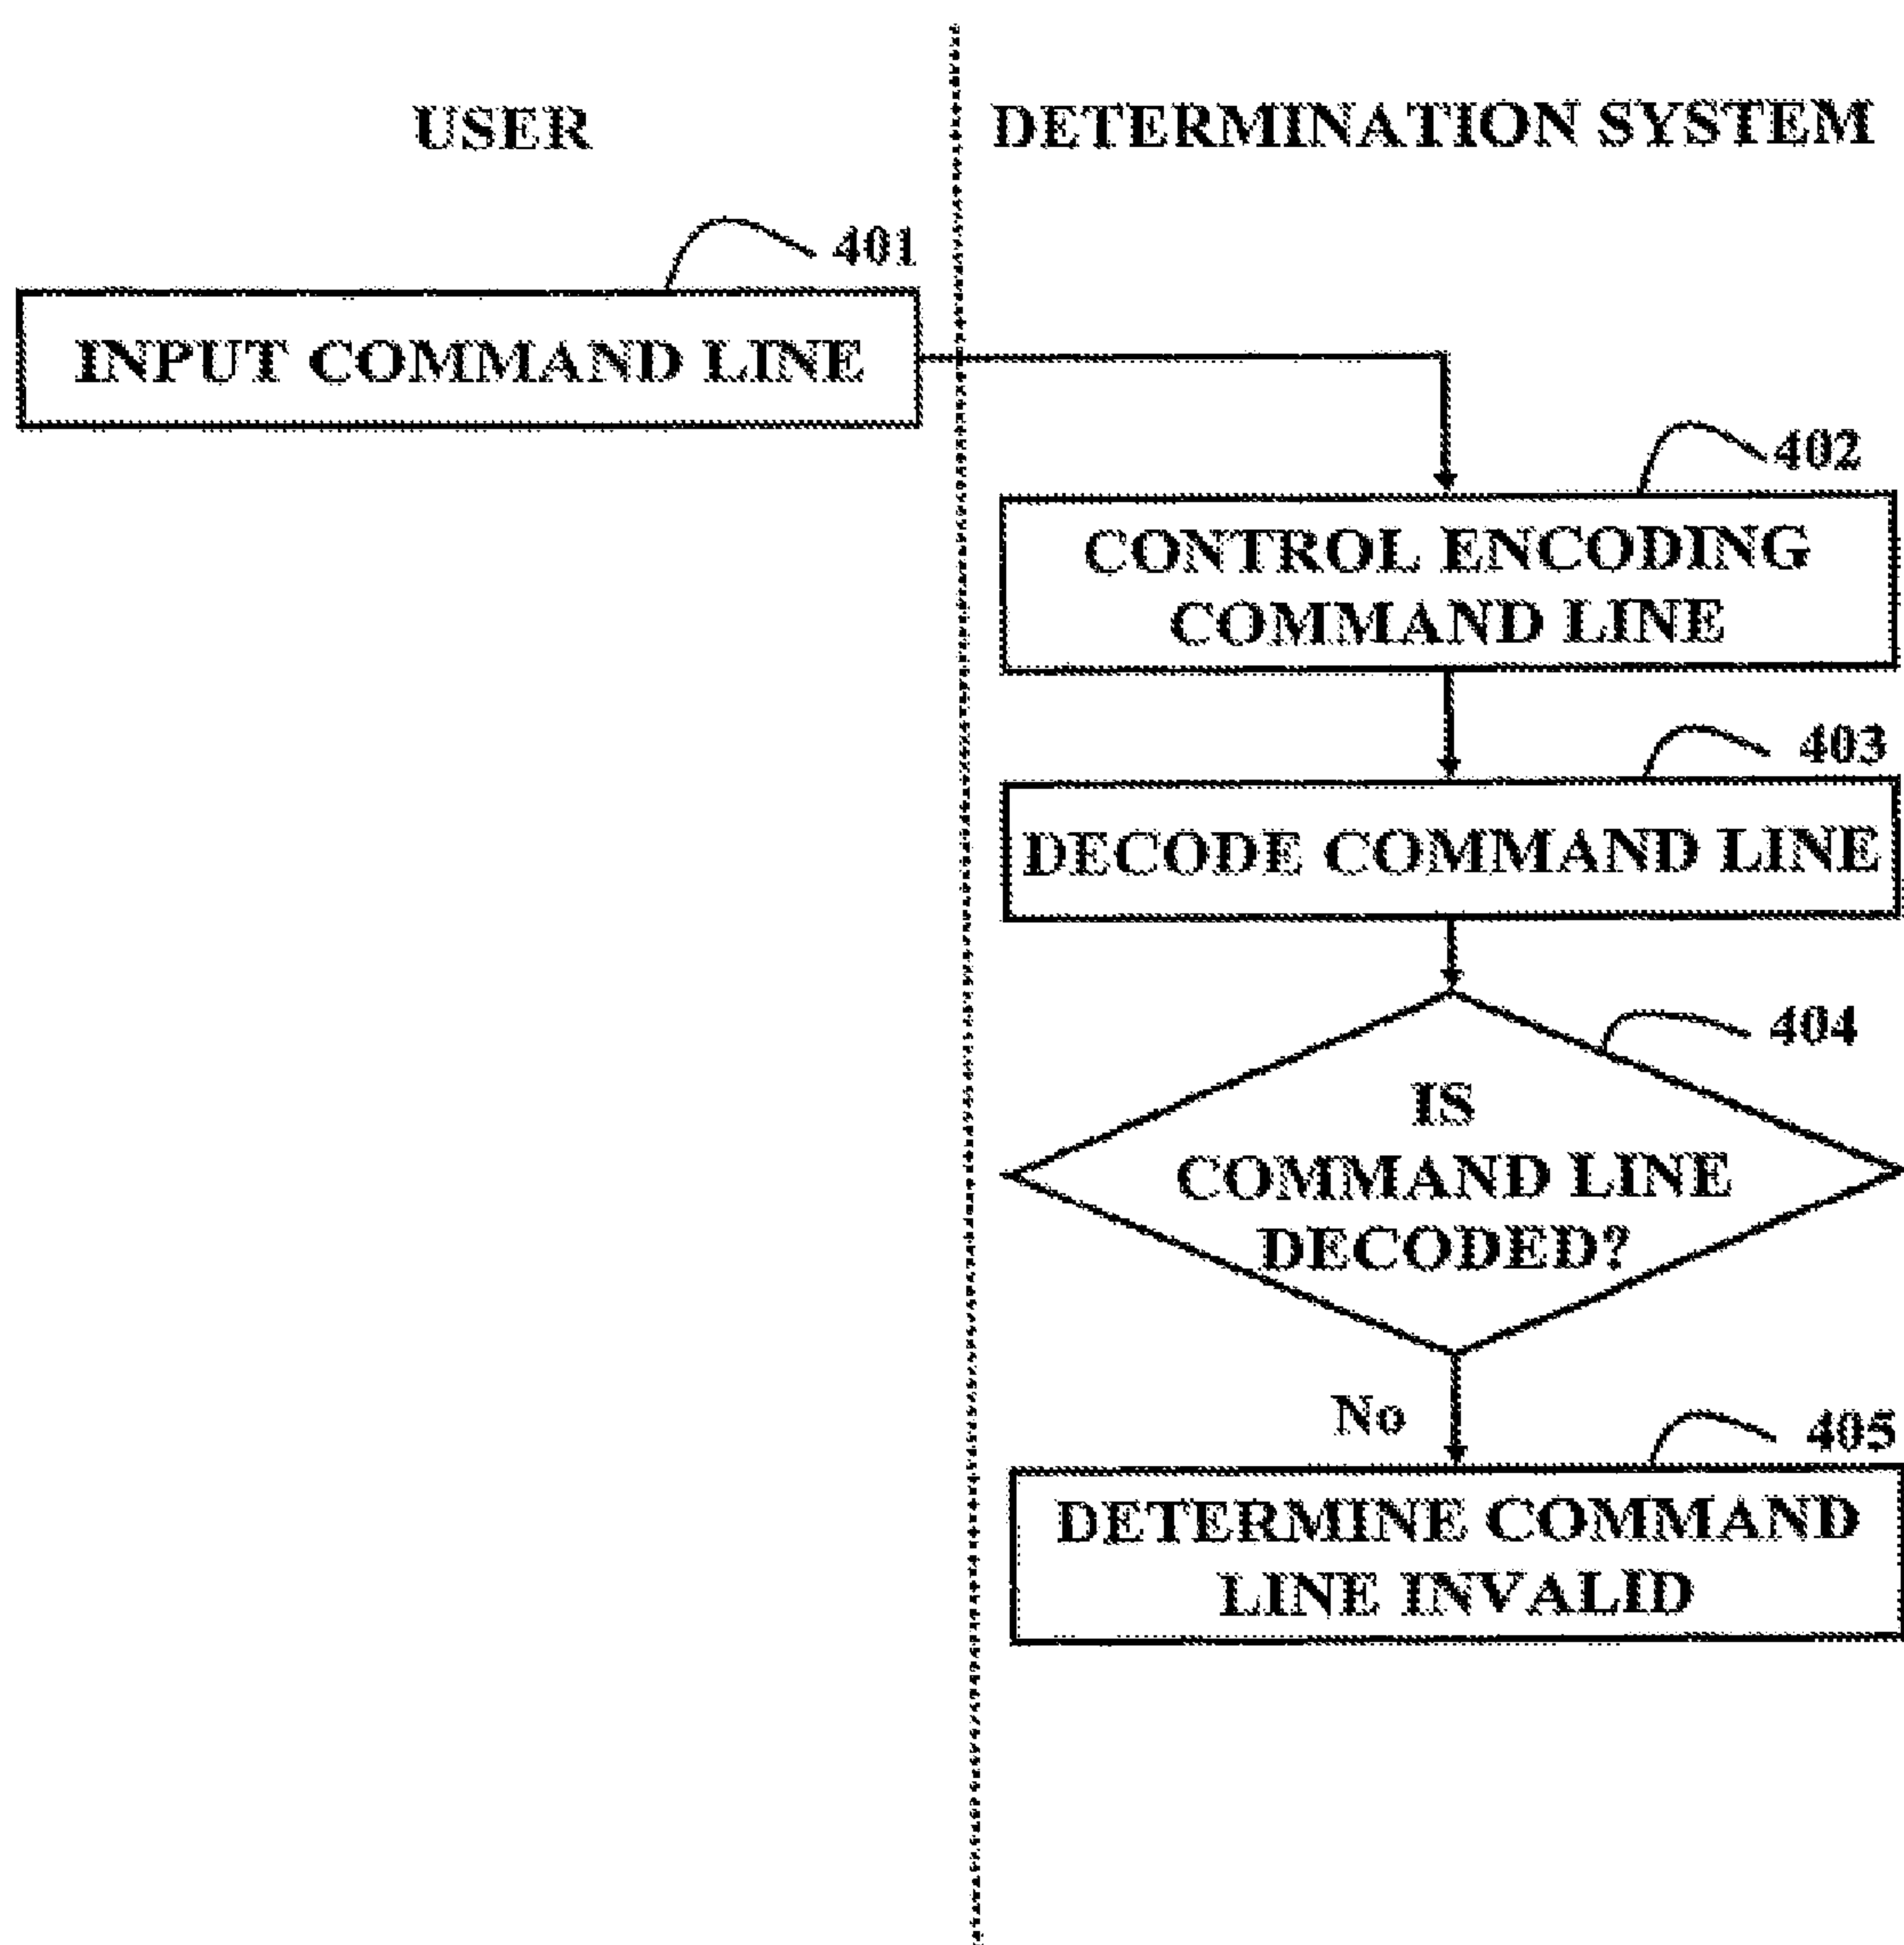 USER
DETERMINATION SYSTEM
401
INPUT COMMAND LINE
402
CONTROL ENCODING
COMMAND LINE
403
DECODE COMMAND LINE
404
IS
COMMAND LINE
DECODED?
No
405
DETERMINE COMMAND
LINE INVALID